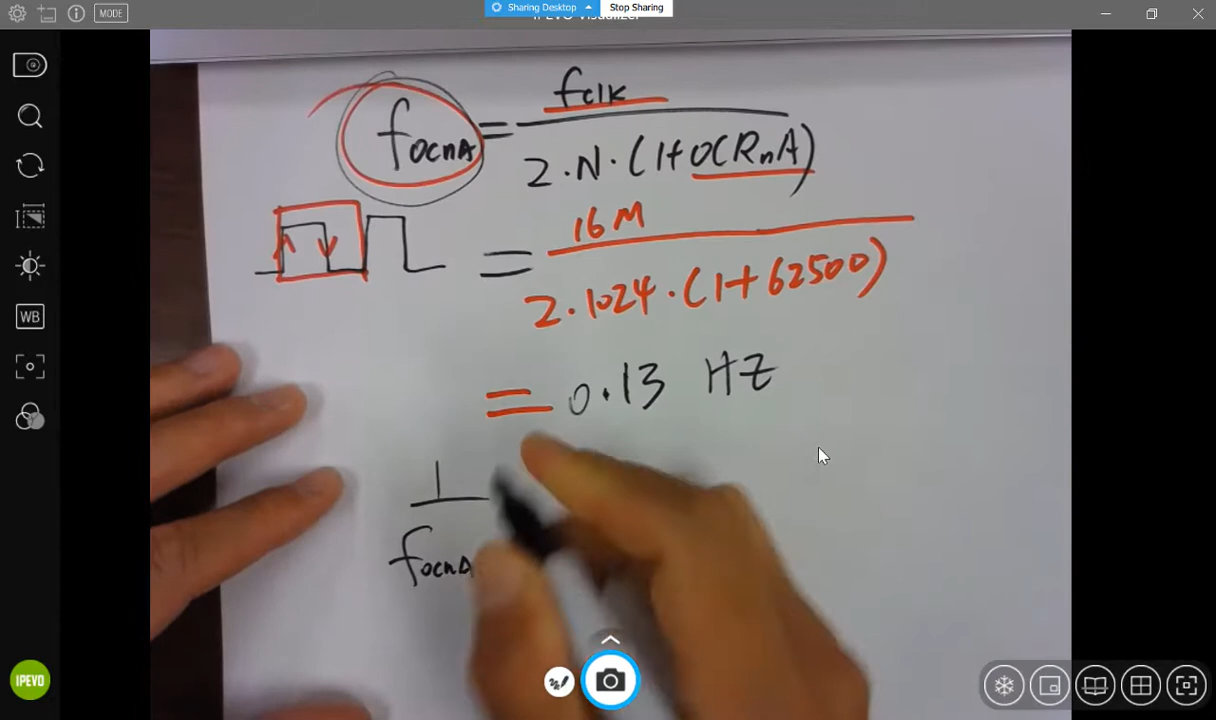 MODE
Sharing Desktop
Stop Sharing
IPEVO Visualizer
fOCnA = fclk
2.N.(1+OCRnA)
= 16M
2.1024.(1+62500)
= 0.13 HZ
1
fOCnA
WB
IPEVO